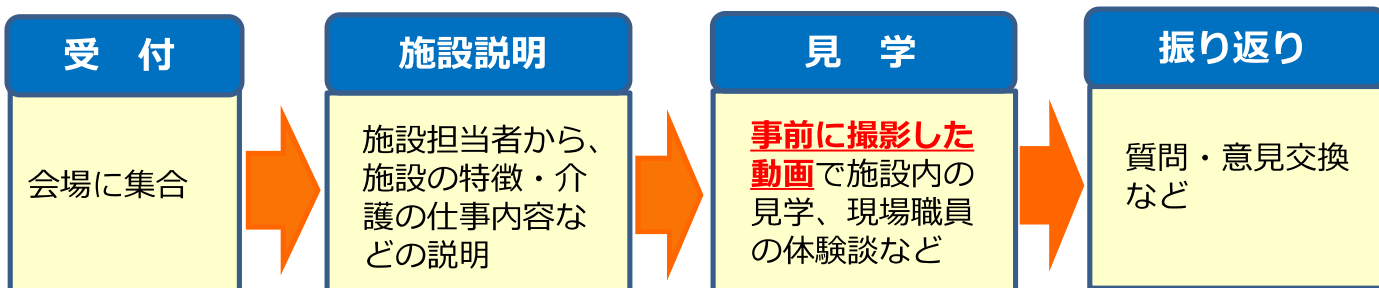 受　付
会場に集合
施設説明
施設担当者から、
施設の特徴・介
護の仕事内容な
どの説明
見　学
事前に撮影した
動画で施設内の
見学、現場職員
の体験談など
振り返り
質問・意見交換
など